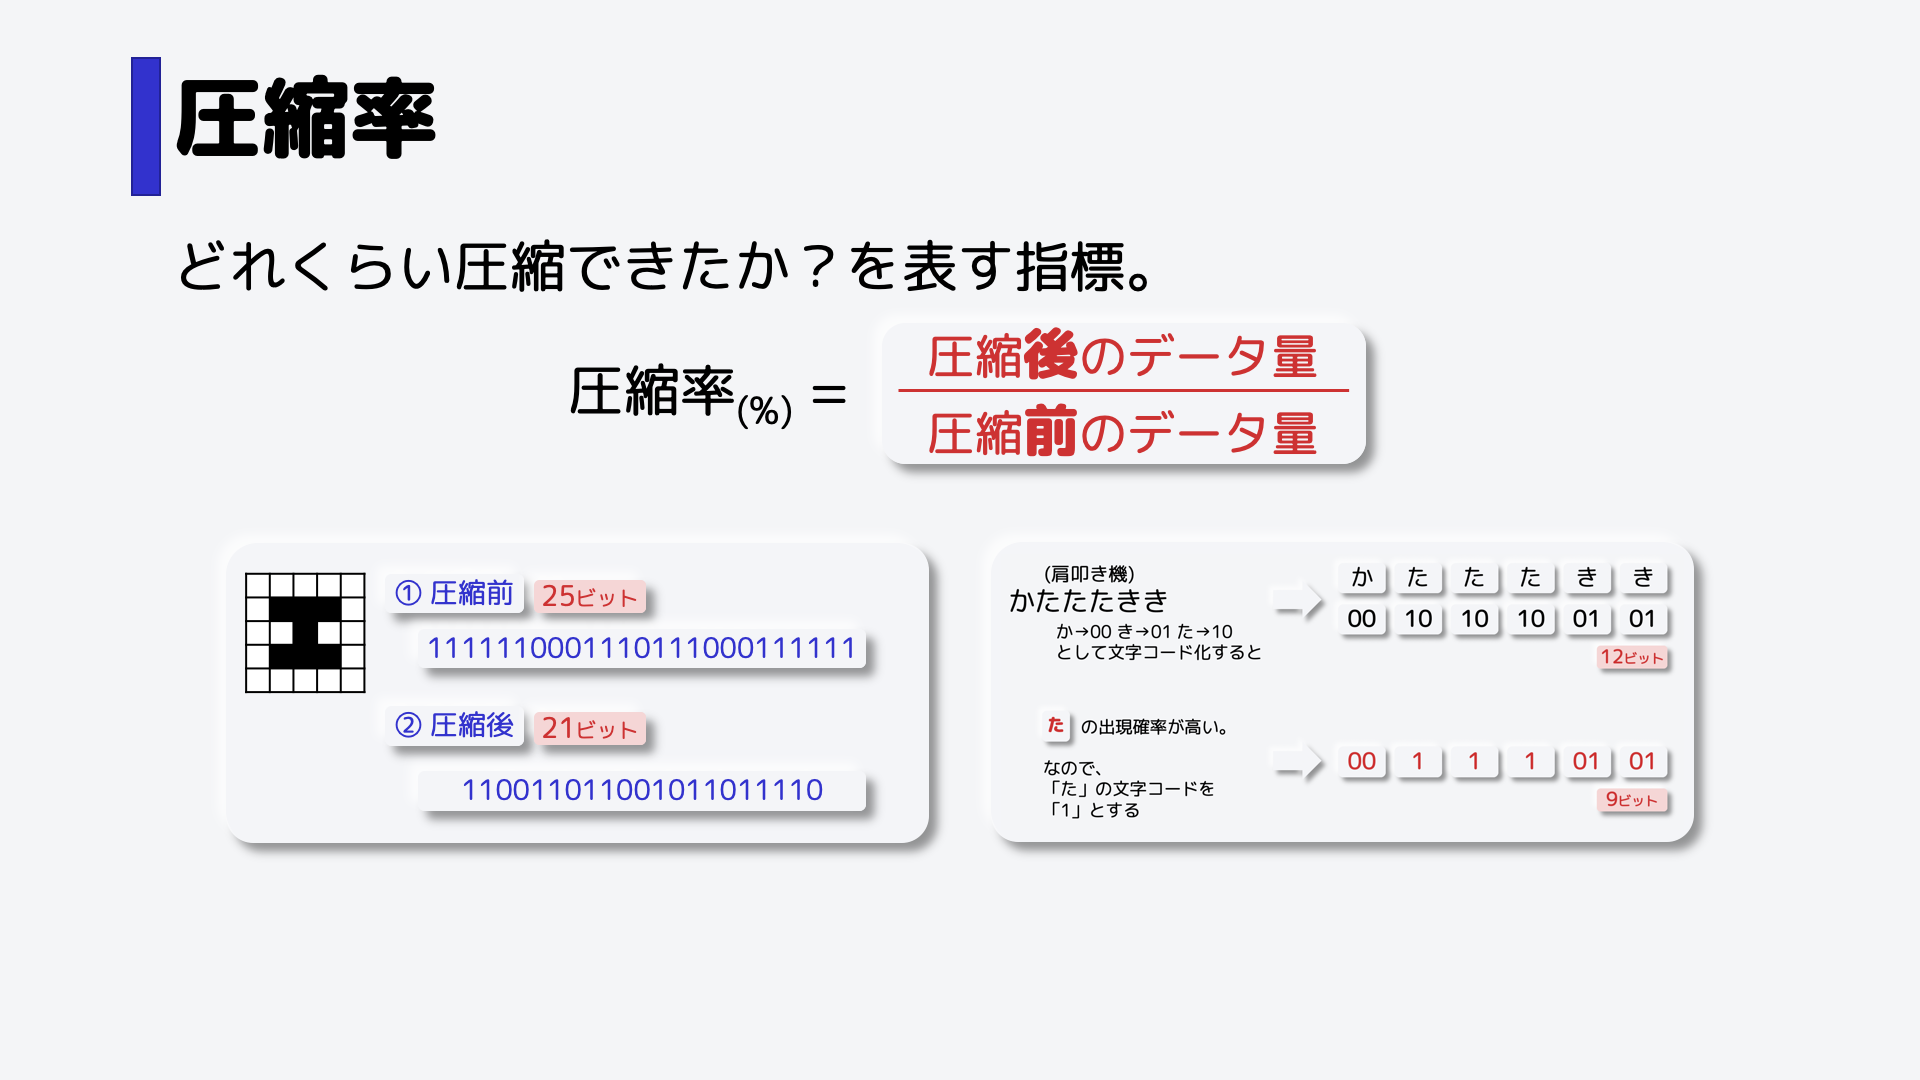 圧縮率
どれくらい圧縮できたか？を表す指標。
圧縮率(%) =
圧縮後のデータ量
圧縮前のデータ量
① 圧縮前 25ビット
1111110001110111000111111
② 圧縮後 21ビット
110011011001011011110
(肩叩き機)
かたたたきき
か→00 き→01 た→10
として文字コード化すると
か た た た き き
00 10 10 10 01 01
12ビット
た の出現確率が高い。
なので、
「た」の文字コードを
「1」とする
00 1 1 1 01 01
9ビット